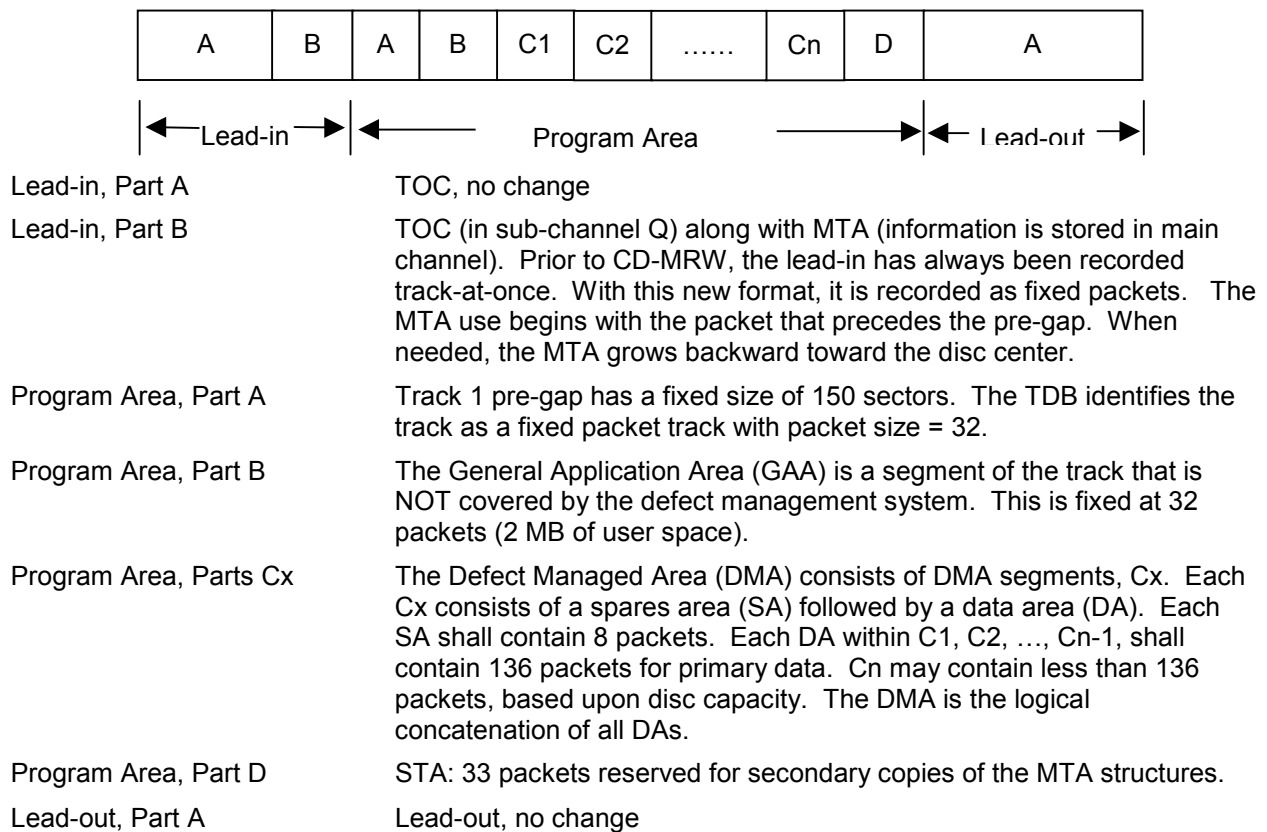 A B A B C1 C2 …… Cn D A
Lead-in Program Area Lead-out
Lead-in, Part A TOC, no change
Lead-in, Part B TOC (in sub-channel Q) along with MTA (information is stored in main
channel). Prior to CD-MRW, the lead-in has always been recorded
track-at-once. With this new format, it is recorded as fixed packets. The
MTA use begins with the packet that precedes the pre-gap. When
needed, the MTA grows backward toward the disc center.
Program Area, Part A Track 1 pre-gap has a fixed size of 150 sectors. The TDB identifies the
track as a fixed packet track with packet size = 32.
Program Area, Part B The General Application Area (GAA) is a segment of the track that is
NOT covered by the defect management system. This is fixed at 32
packets (2 MB of user space).
Program Area, Parts Cx The Defect Managed Area (DMA) consists of DMA segments, Cx. Each
Cx consists of a spares area (SA) followed by a data area (DA). Each
SA shall contain 8 packets. Each DA within C1, C2, …, Cn-1, shall
contain 136 packets for primary data. Cn may contain less than 136
packets, based upon disc capacity. The DMA is the logical
concatenation of all DAs.
Program Area, Part D STA: 33 packets reserved for secondary copies of the MTA structures.
Lead-out, Part A Lead-out, no change